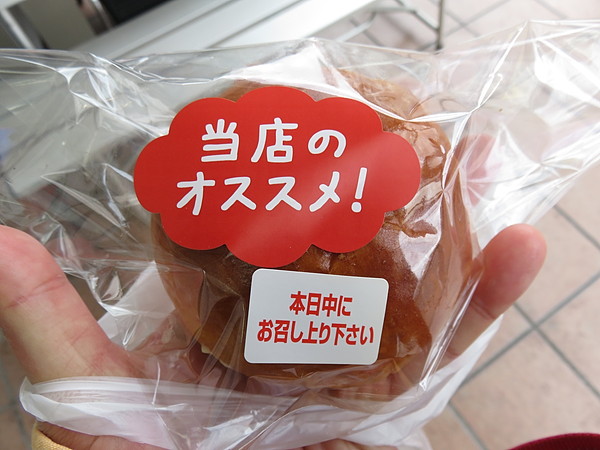 当店の
オススメ!
本日中に
お召し上り下さい